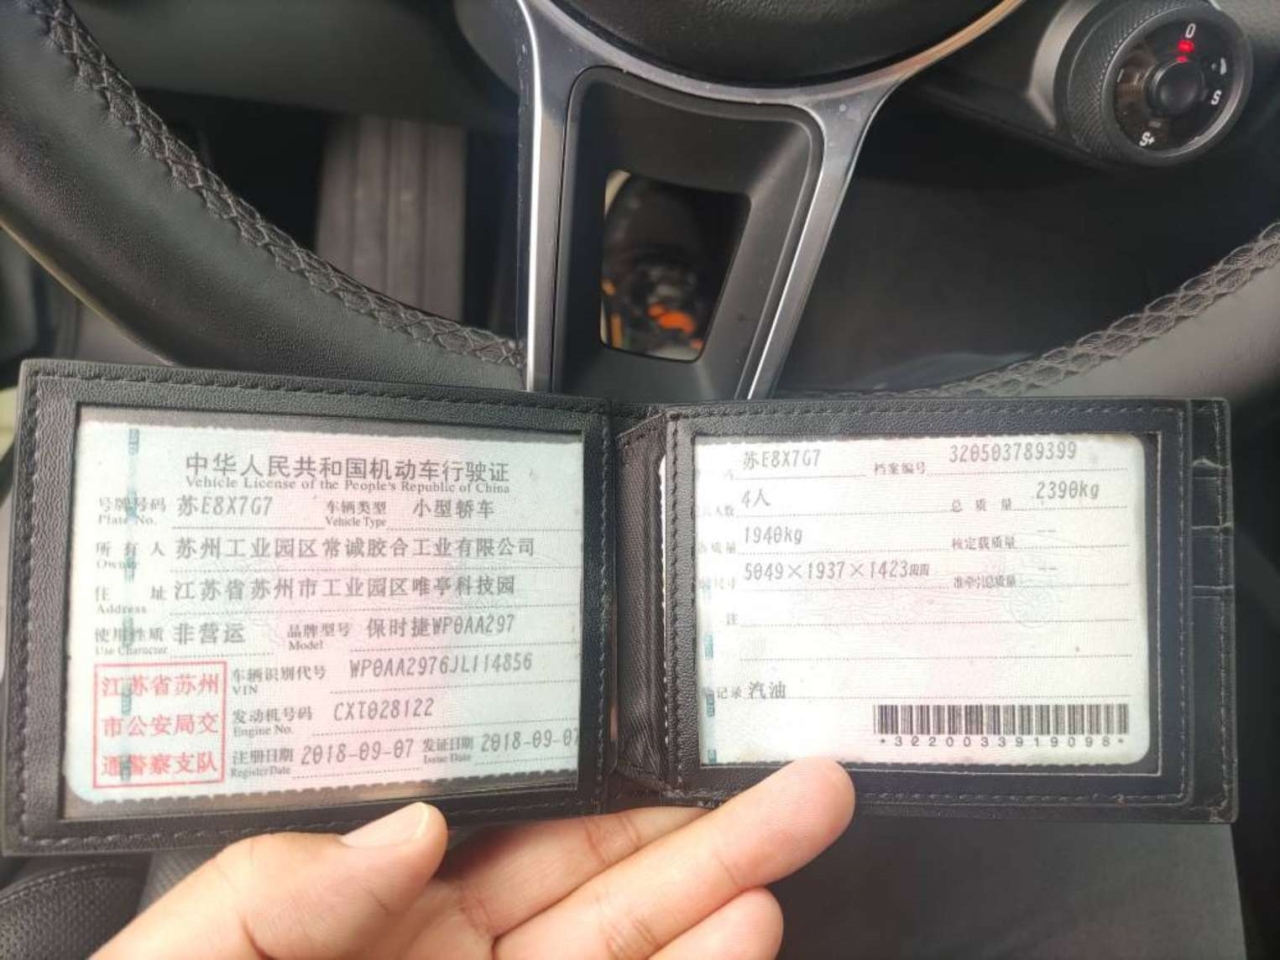 O
S
S+
中华人民共和国机动车行驶证
Vehicle License of the People's Republic of China
号牌号码 苏E8X7G7 车辆类型 小型轿车
Plate No. Vehicle Type
所有人 苏州工业园区常诚胶合工业有限公司
Owner
住址 江苏省苏州市工业园区唯亭科技园
Address
使用性质 非营运 品牌型号 保时捷WP0AA297
Use Character Model
江苏省苏州
市公安局交
通警察支队
车辆识别代号 WP0AA2976JL114856
VIN
发动机号码 CXT028122
Engine No.
注册日期 2018-09-07 发证日期 2018-09-07
Register Date Issue Date
苏E8X7G7 档案编号 320503789399
人数 4人 总质量 2390kg
质量 1940kg 核定载质量 --
尺寸 5049×1937×1423mm 准牵引总质量 --
注
记录 汽油
*3220033919098*